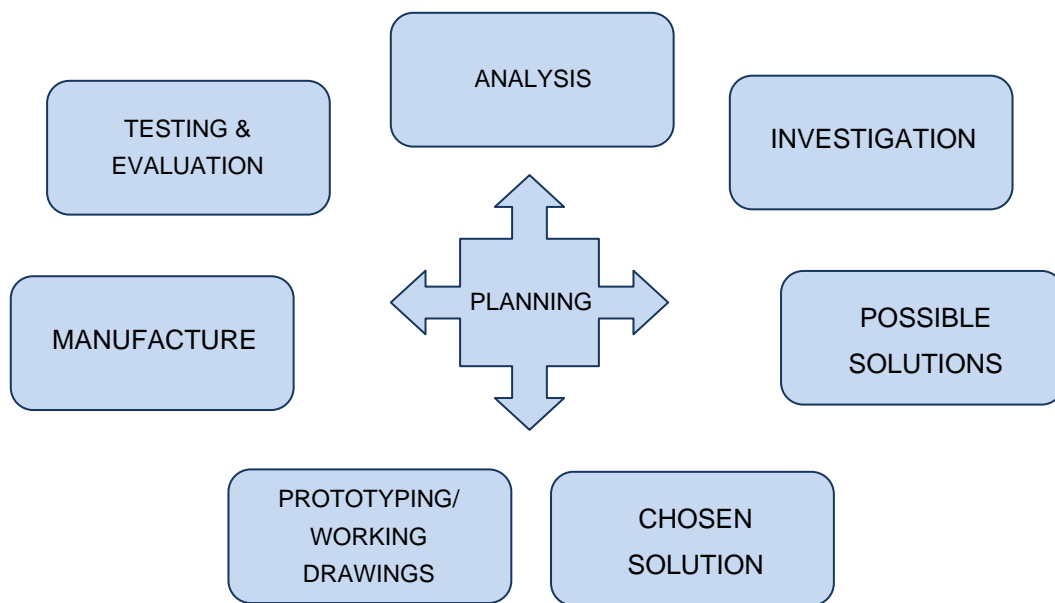 ANALYSIS
INVESTIGATION
POSSIBLE
SOLUTIONS
CHOSEN
SOLUTION
PROTOTYPING/
WORKING
DRAWINGS
MANUFACTURE
TESTING &
EVALUATION
PLANNING